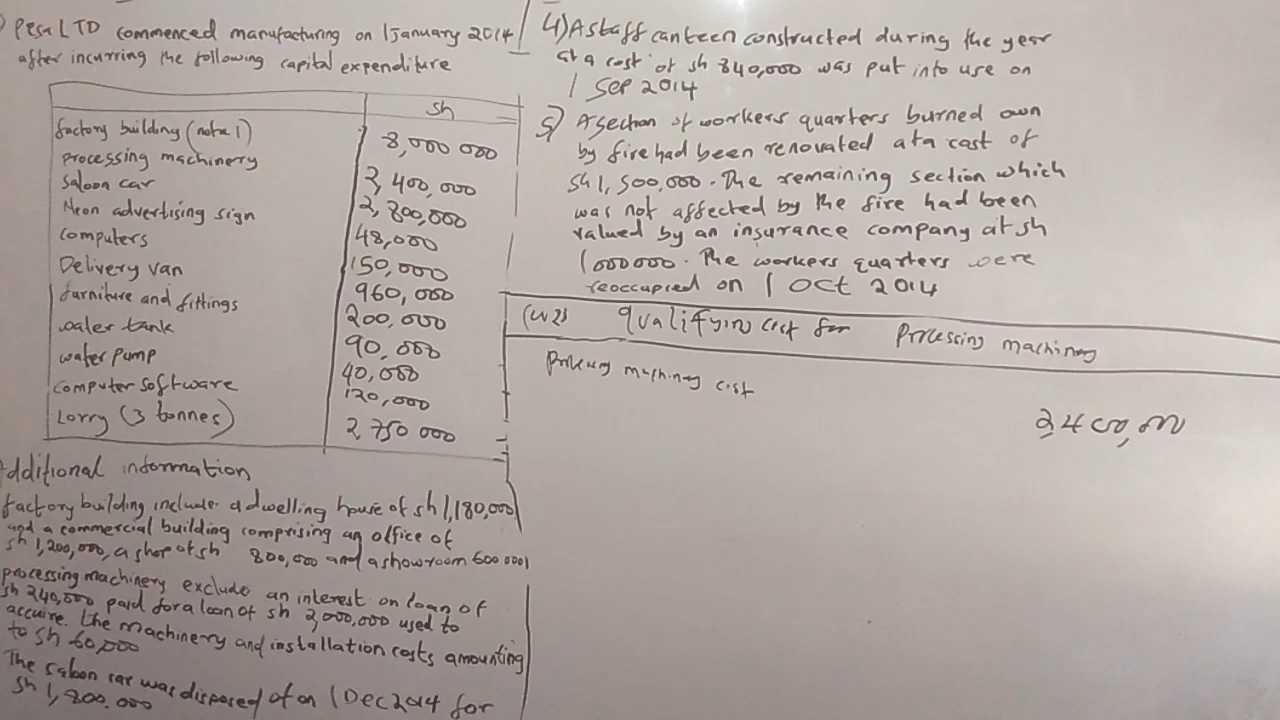 Pesa LTD commenced manufacturing on 1 January 2014
after incurring the following capital expenditure
sh
factory building (note 1) 8,000 000
processing machinery 2,400,000
Saloon car 2,800,000
Neon advertising sign 48,000
computers 150,000
Delivery van 960,000
furniture and fittings 200,000
water tank 90,000
water pump 40,000
computer software 120,000
Lorry (3 tonnes) 2,750 000
Additional information
factory building include a dwelling house of sh 1,180,000
and a commercial building comprising an office of
sh 1,200,000, a shop of sh 800,000 and a showroom 600 000
processing machinery exclude an interest on loan of
sh 240,000 paid for a loan of sh 2,000,000 used to
accuire the machinery and installation costs amounting
to sh 60,000
The saloon car was disposed of on 1 Dec 2014 for
sh 1,800.000
4) A staff canteen constructed during the year
at a cost of sh 840,000 was put into use on
1 Sep 2014
5) A section of workers quarters burned own
by fire had been renovated at a cost of
sh 1,500,000. The remaining section which
was not affected by the fire had been
valued by an insurance company at sh
1 000 000. The workers quarters were
reoccupied on 1 Oct 2014
(W2) qualifying cost for processing machinery
processing machinery cost
2,400,000